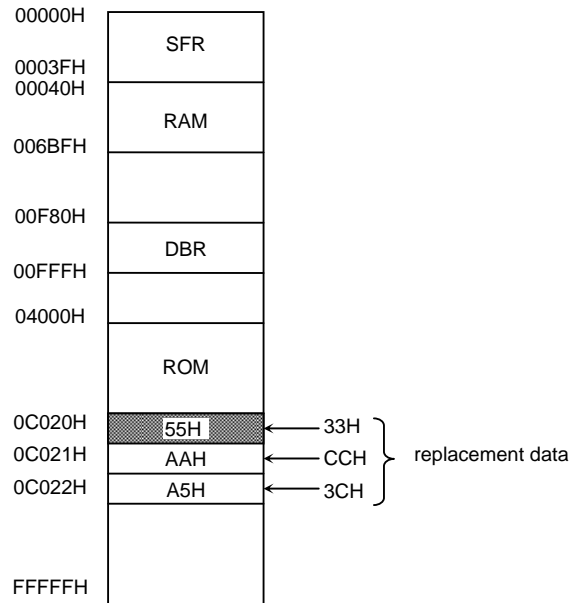 00000H
SFR
0003FH
00040H
RAM
006BFH
00F80H
DBR
00FFFH
04000H
ROM
0C020H 55H 33H
0C021H AAH CCH replacement data
0C022H A5H 3CH
FFFFFH